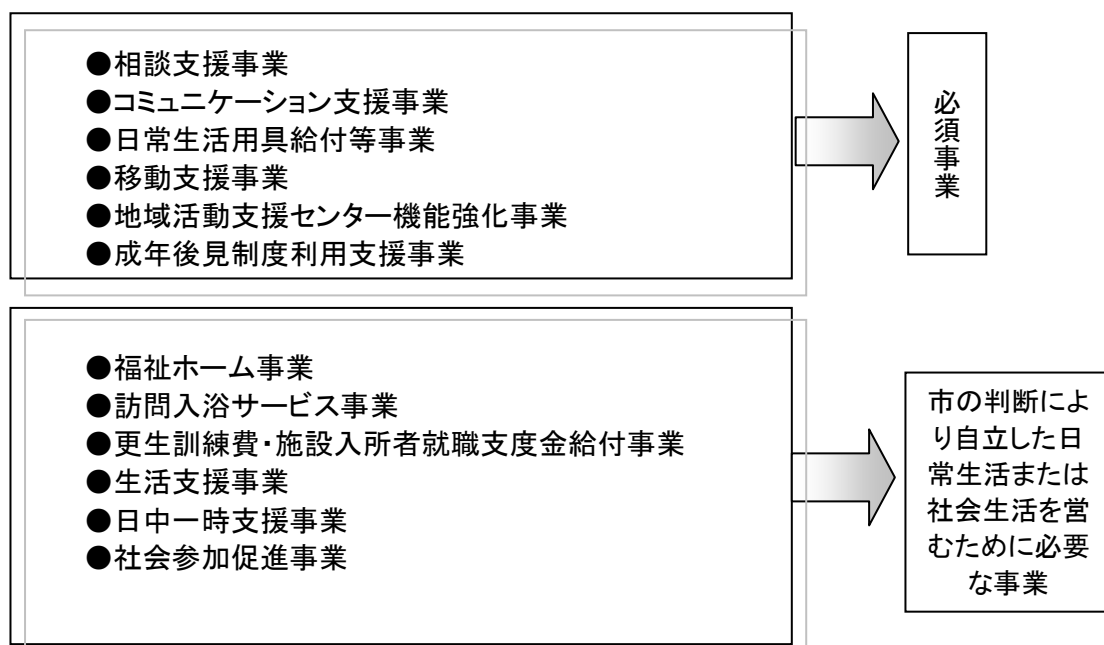 ●相談支援事業
●コミュニケーション支援事業
●日常生活用具給付等事業
●移動支援事業
●地域活動支援センター機能強化事業
●成年後見制度利用支援事業
必須事業
●福祉ホーム事業
●訪問入浴サービス事業
●更生訓練費・施設入所者就職支度金給付事業
●生活支援事業
●日中一時支援事業
●社会参加促進事業
市の判断によ
り自立した日
常生活または
社会生活を営
むために必要
な事業